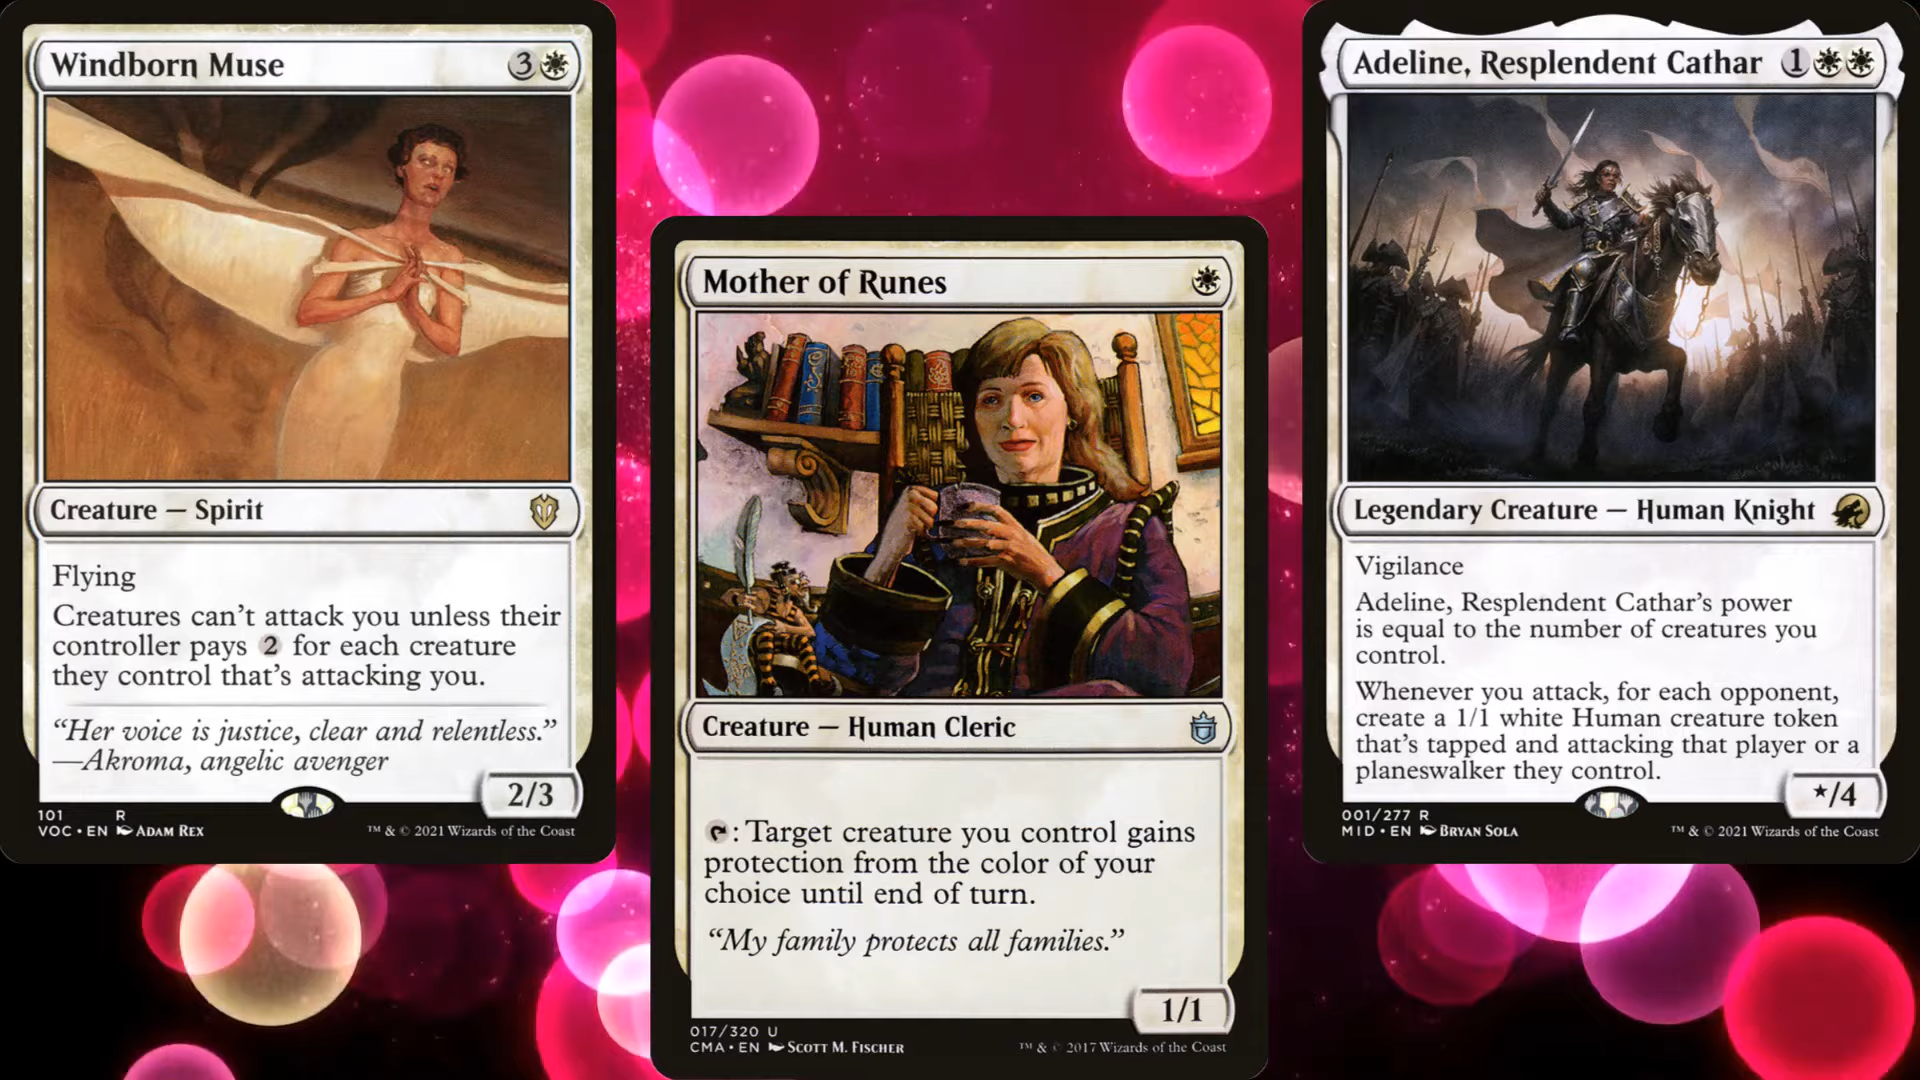 Windborn Muse 3
Creature — Spirit
Flying
Creatures can't attack you unless their
controller pays 2 for each creature
they control that's attacking you.
“Her voice is justice, clear and relentless.”
—Akroma, angelic avenger
2/3
101 R
VOC • EN Adam Rex
™ & © 2021 Wizards of the Coast
Mother of Runes
Creature — Human Cleric
: Target creature you control gains
protection from the color of your
choice until end of turn.
“My family protects all families.”
1/1
017/320 U
CMA • EN Scott M. Fischer
™ & © 2017 Wizards of the Coast
Adeline, Resplendent Cathar 1
Legendary Creature — Human Knight
Vigilance
Adeline, Resplendent Cathar's power
is equal to the number of creatures you
control.
Whenever you attack, for each opponent,
create a 1/1 white Human creature token
that's tapped and attacking that player or a
planeswalker they control.
*/4
001/277 R
MID • EN Bryan Sola
™ & © 2021 Wizards of the Coast